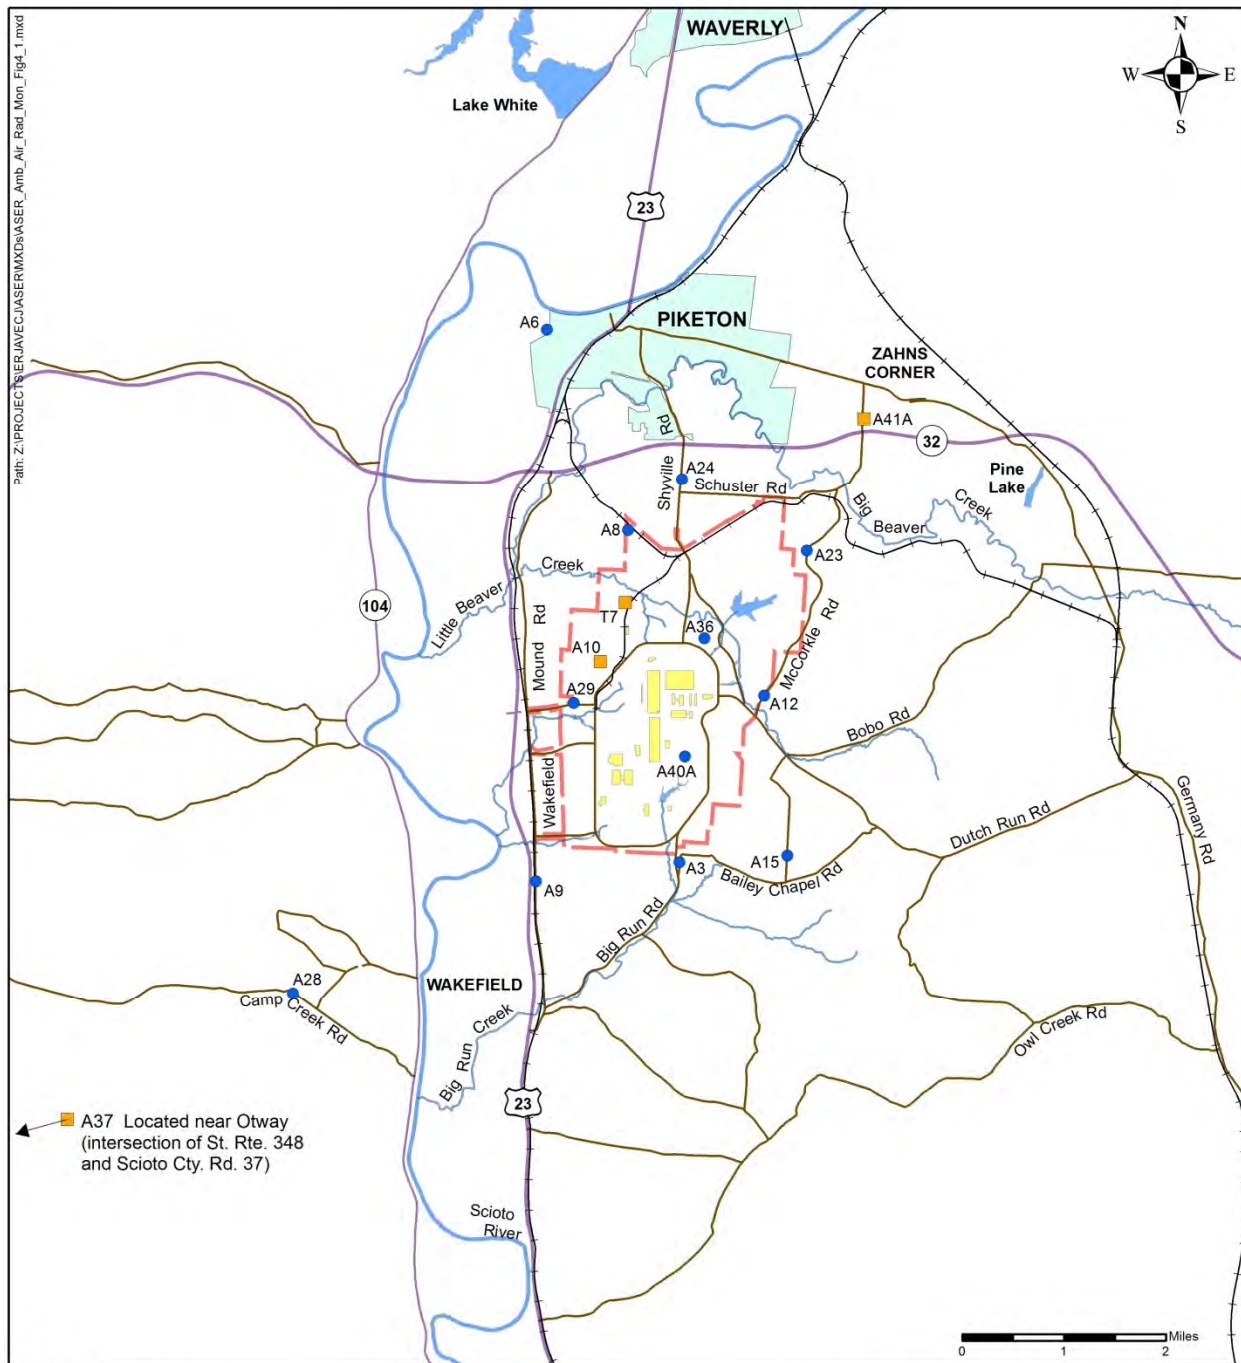 Path: Z:\PROJECTS\ERJAVECJ\ASER\MXDs\ASER_Amb_Air_Rad_Mon_Fig4_1.mxd
WAVERLY
N
W E
S
Lake White
23
A6
PIKETON
ZAHNS
CORNER
A41A
32
Shyville Rd
A24
Schuster Rd
Pine
Lake
Big Beaver Creek
A8
A23
Little Beaver Creek
104
T7
A36
McCorkle Rd
Mound Rd
A10
A29
A12
Bobo Rd
A40A
Wakefield
Germany Rd
Dutch Run Rd
A15
A3
Bailey Chapel Rd
A9
Big Run Rd
A28
Camp Creek Rd
WAKEFIELD
Big Run Creek
Owl Creek Rd
23
A37 Located near Otway
(intersection of St. Rte. 348
and Scioto Cty. Rd. 37)
Scioto
River
Miles
0 1 2